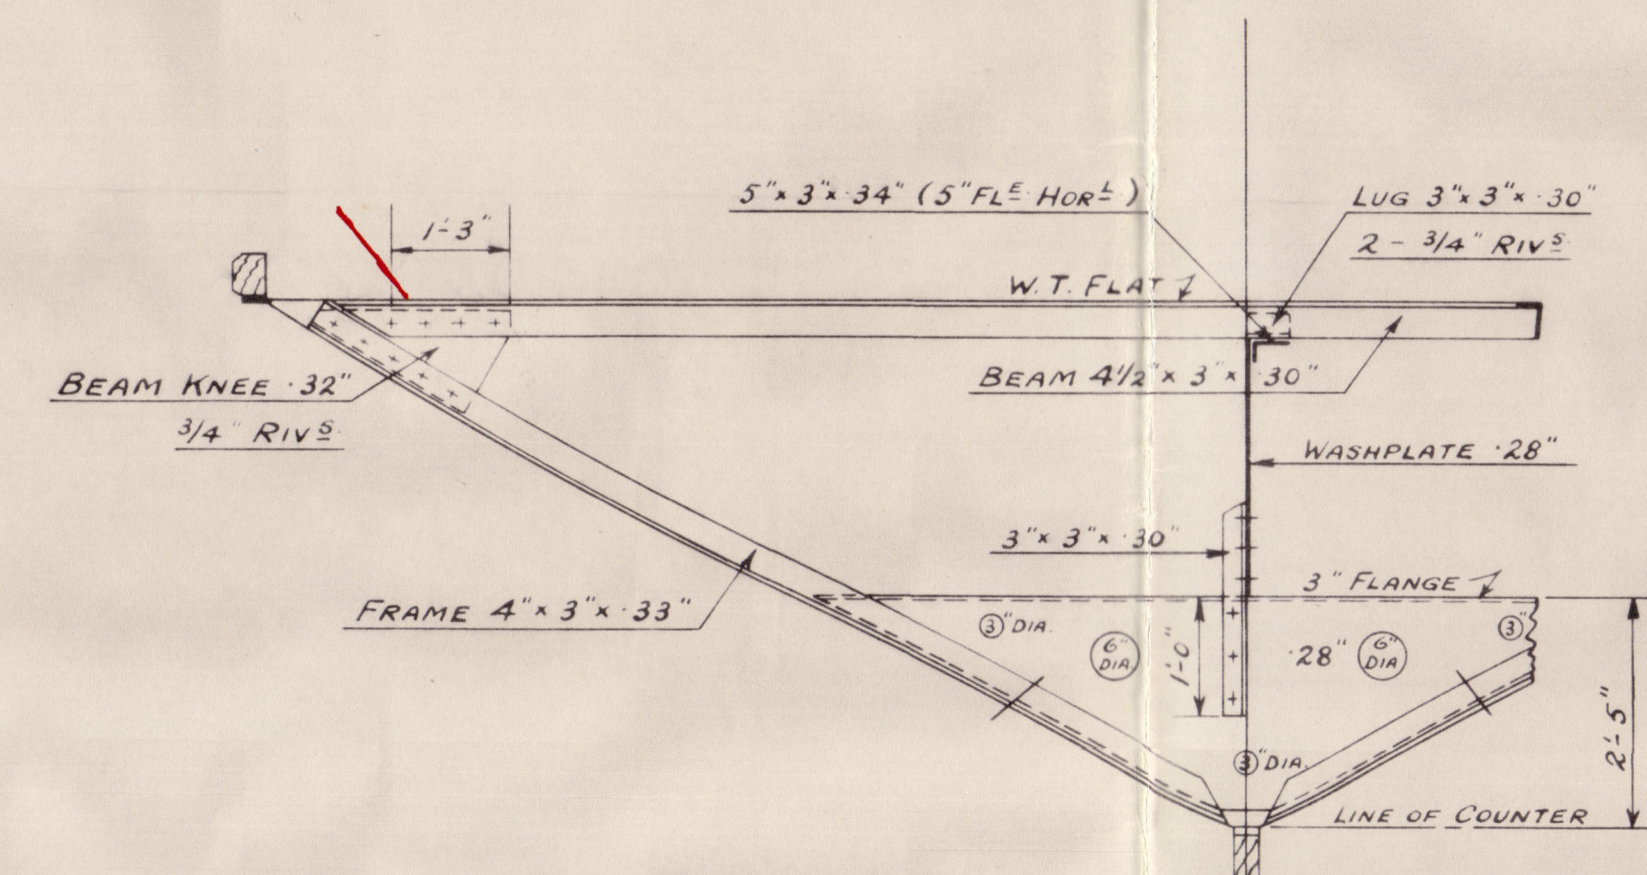 5"x 3"x ·34" (5"FLᴱ· HORᴸ)
LUG 3"x 3"x ·30"
2 - 3/4" RIVˢ·
1'-3"
W.T. FLAT
BEAM KNEE ·32"
3/4" RIVˢ·
BEAM 4½"x 3"x ·30"
WASHPLATE ·28"
3"x 3"x ·30"
3" FLANGE
FRAME 4"x 3"x ·33"
3" DIA.
6" DIA.
1'-0"
·28"
6" DIA
3"
2'-5"
3" DIA.
LINE OF COUNTER